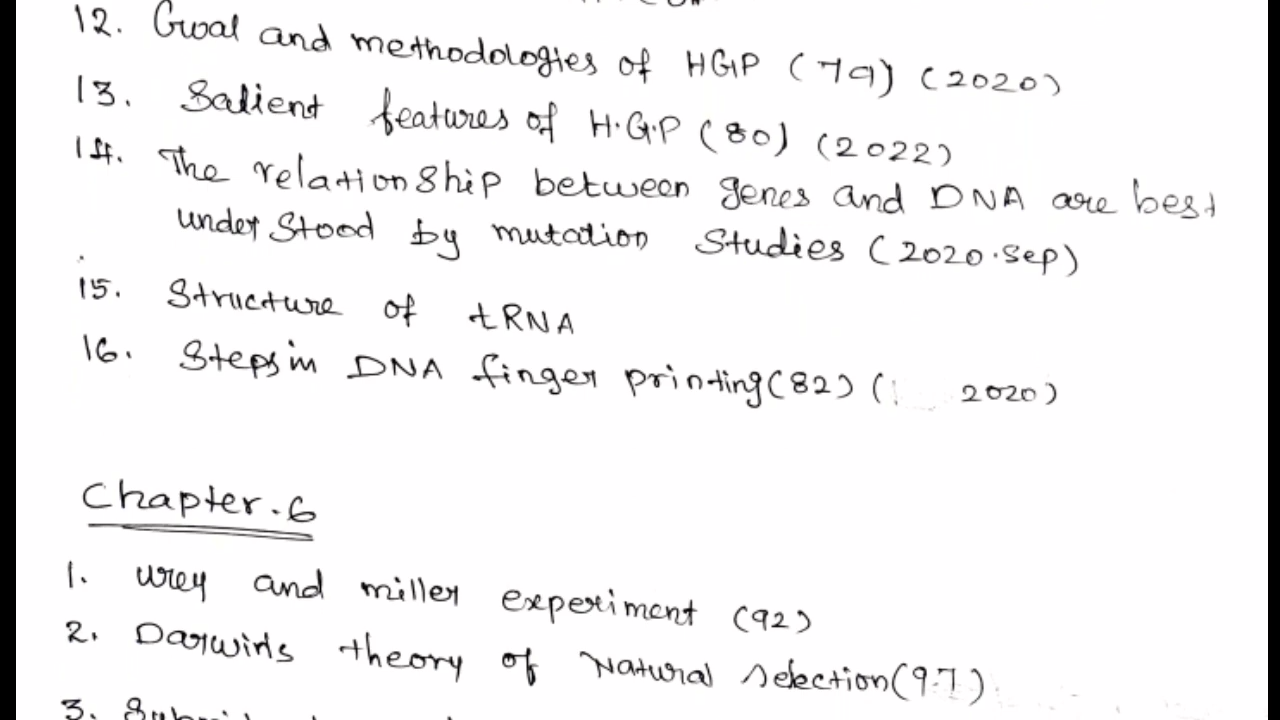 12. Goal and methodologies of HGP (79) (2020)
13. Salient features of H.G.P (80) (2022)
14. The relationship between genes and DNA are best
understood by mutation Studies (2020.Sep)
15. Structure of tRNA
16. Steps in DNA finger printing (82) ( 2020)
Chapter.6
1. Urey and miller experiment (92)
2. Darwins theory of Natural selection (97)
3.